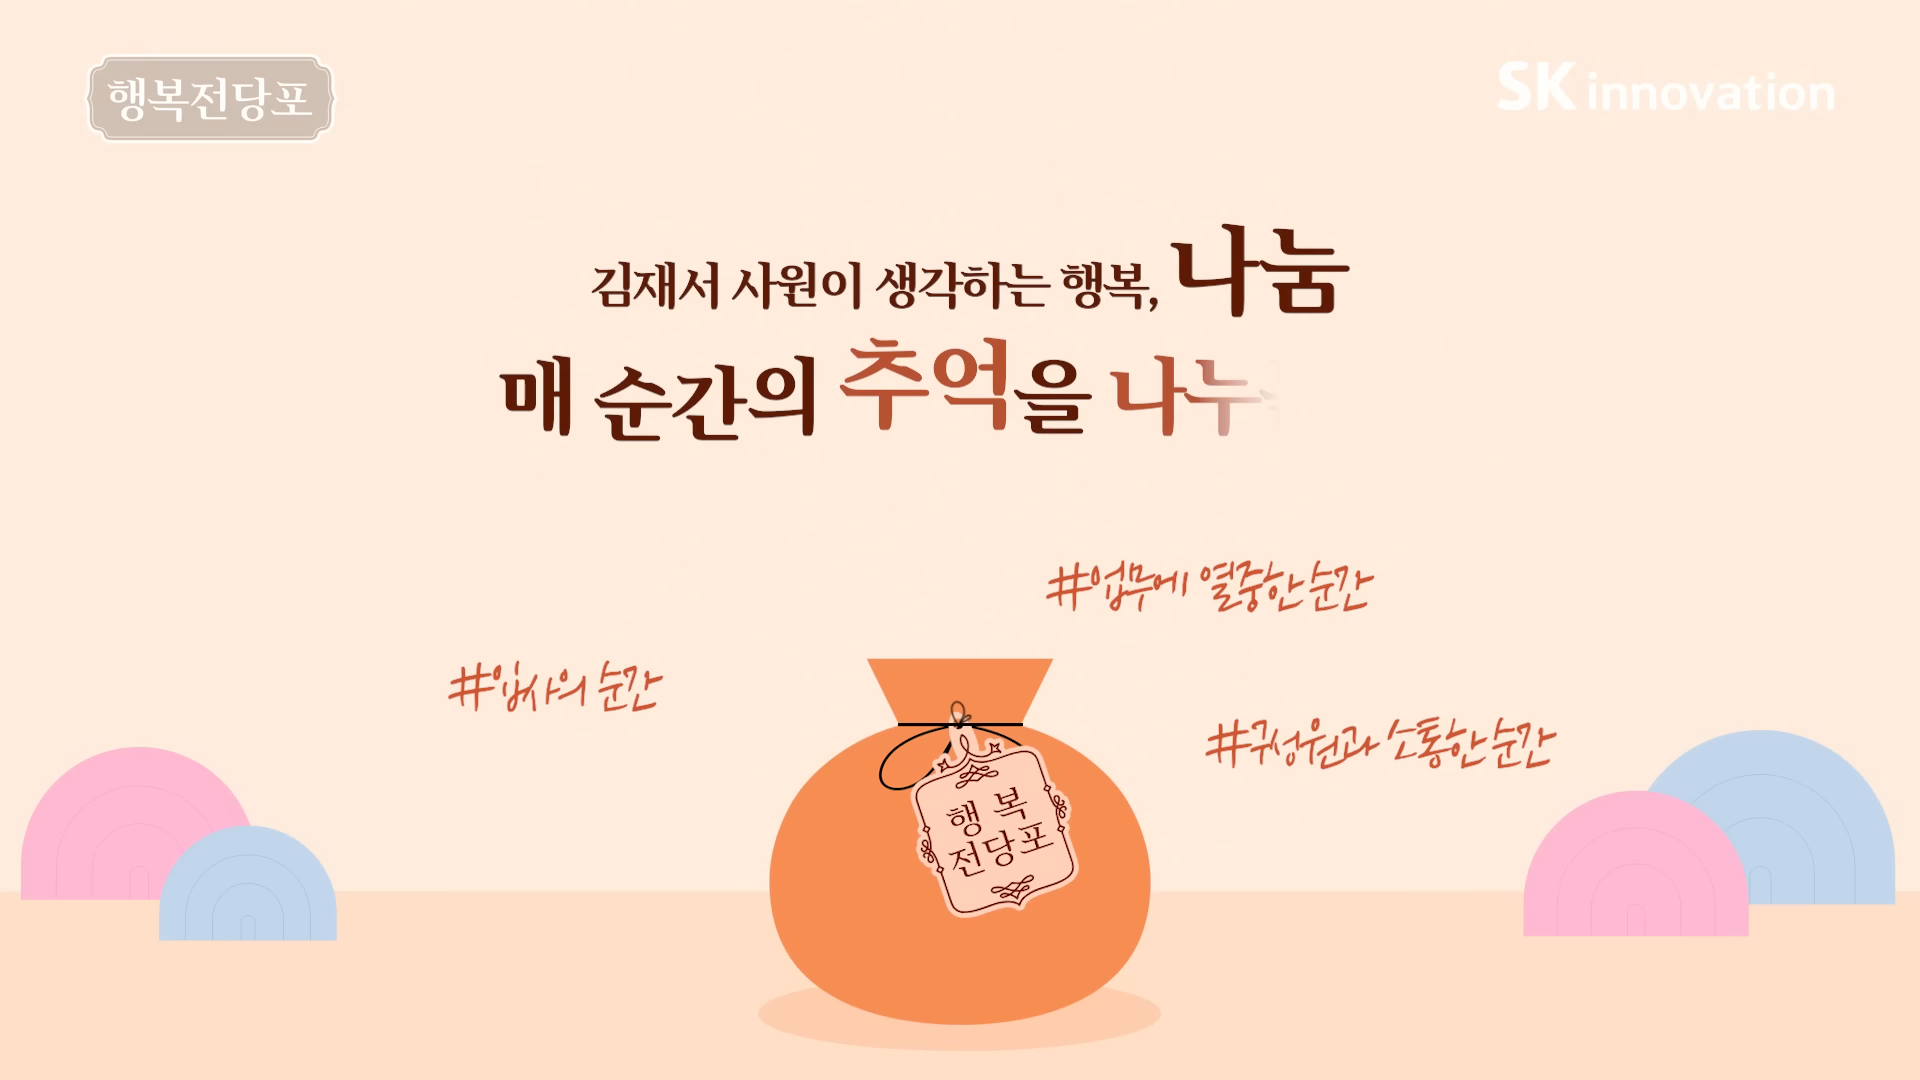 행복전당포
SK innovation
김재서 사원이 생각하는 행복, 나눔
매 순간의 추억을 나누
#업무에 열중한 순간
#입사의 순간
#구성원과 소통한 순간
행복
전당포